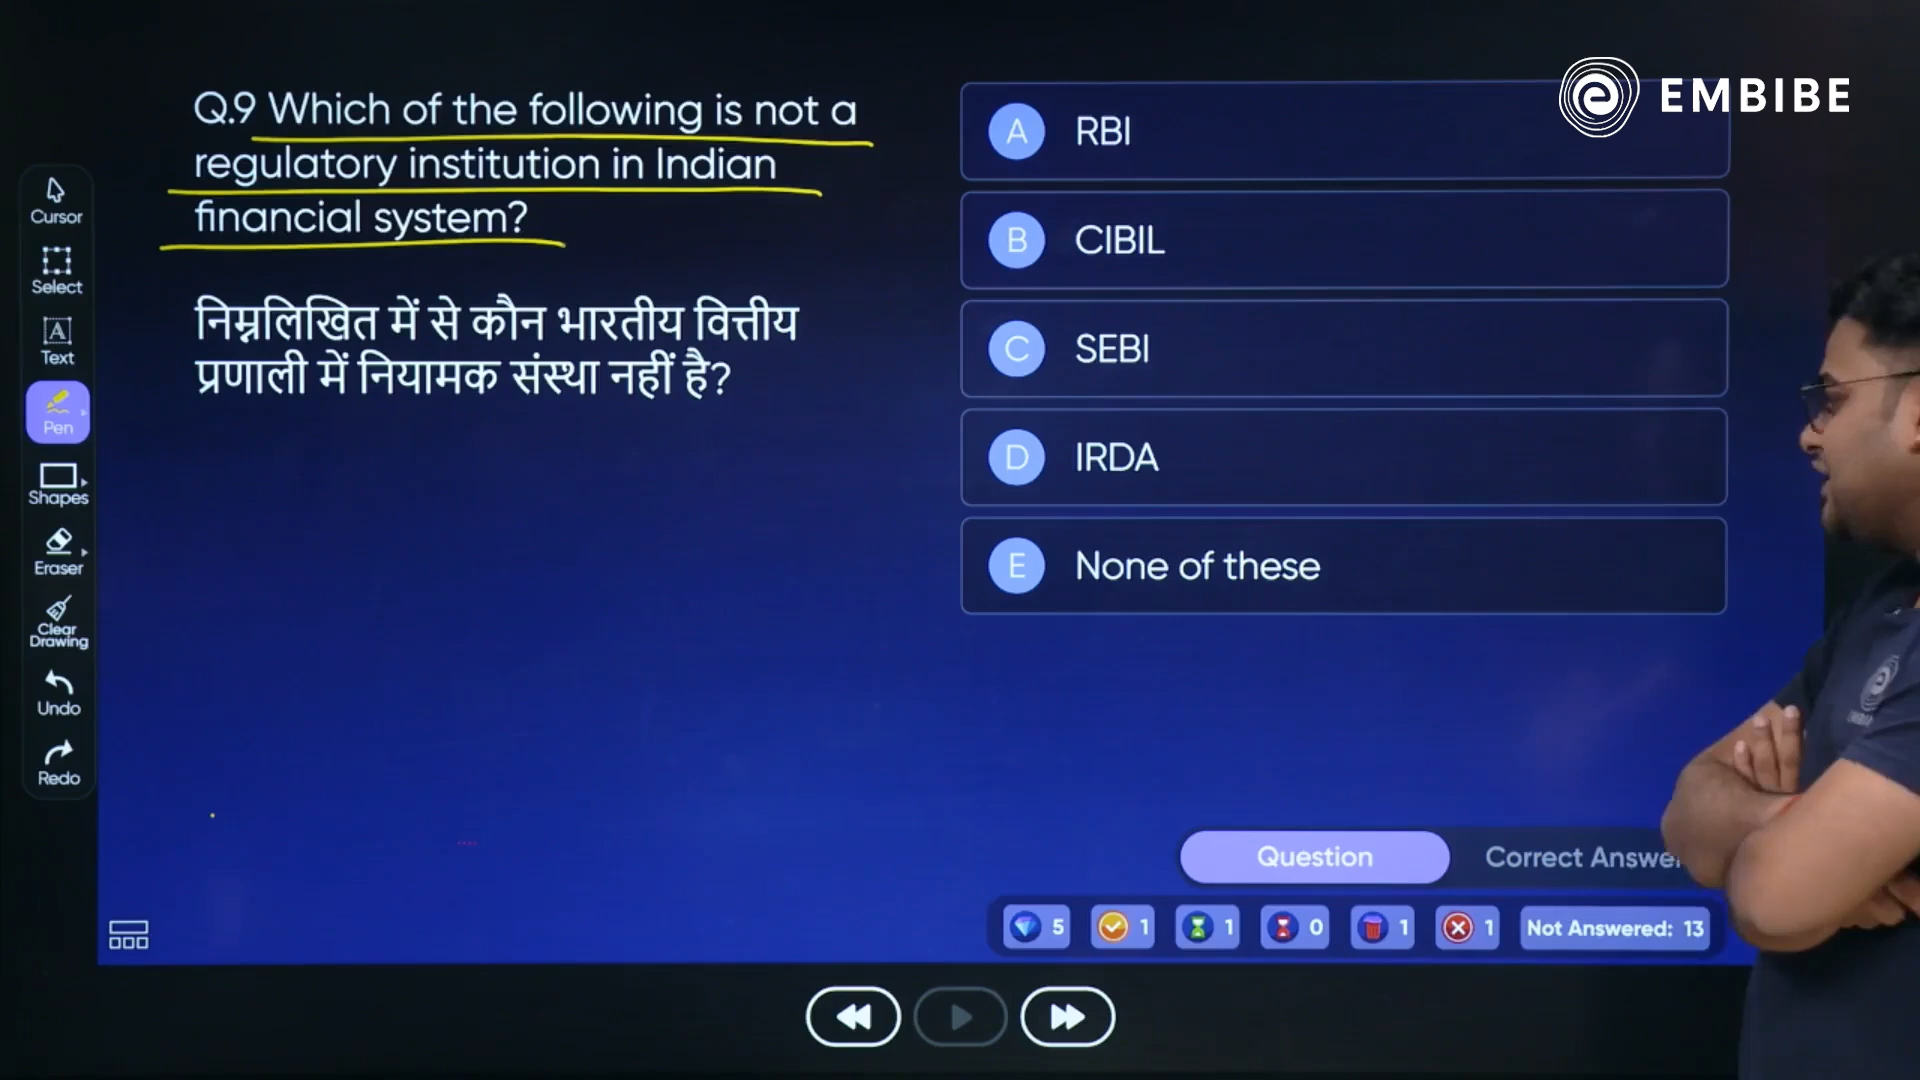 EMBIBE
Q.9 Which of the following is not a
regulatory institution in Indian
financial system?
निम्नलिखित में से कौन भारतीय वित्तीय
प्रणाली में नियामक संस्था नहीं है?
A RBI
B CIBIL
C SEBI
D IRDA
E None of these
Cursor
Select
A
Text
Pen
Shapes
Eraser
Clear
Drawing
Undo
Redo
Question
Correct Answer
5 1 1 0 1 1 Not Answered: 13